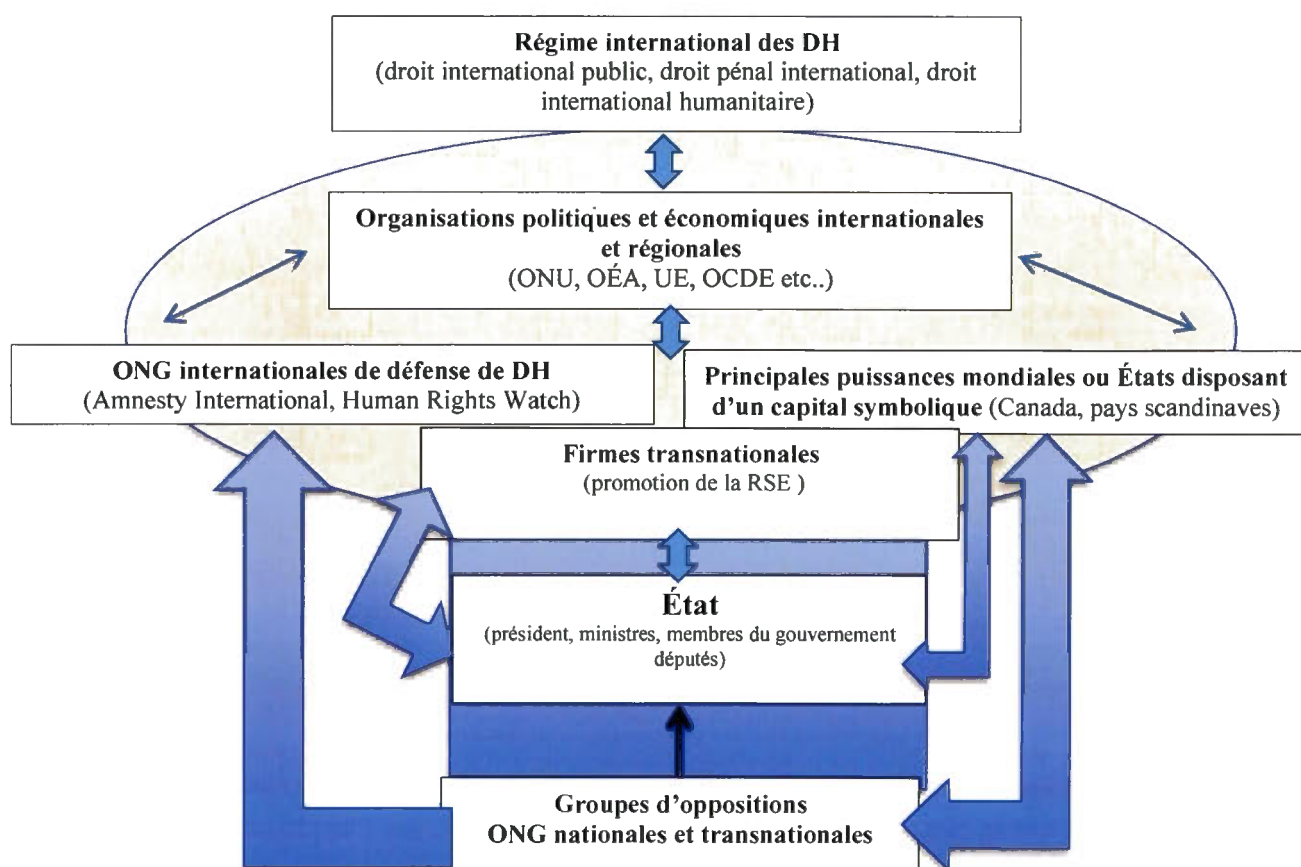 Régime international des DH
(droit international public, droit pénal international, droit
international humanitaire)
Organisations politiques et économiques internationales
et régionales
(ONU, OÉA, UE, OCDE etc..)
ONG internationales de défense de DH
(Amnesty International, Human Rights Watch)
Principales puissances mondiales ou États disposant
d'un capital symbolique (Canada, pays scandinaves)
Firmes transnationales
(promotion de la RSE )
État
(président, ministres, membres du gouvernement
députés)
Groupes d'oppositions
ONG nationales et transnationales